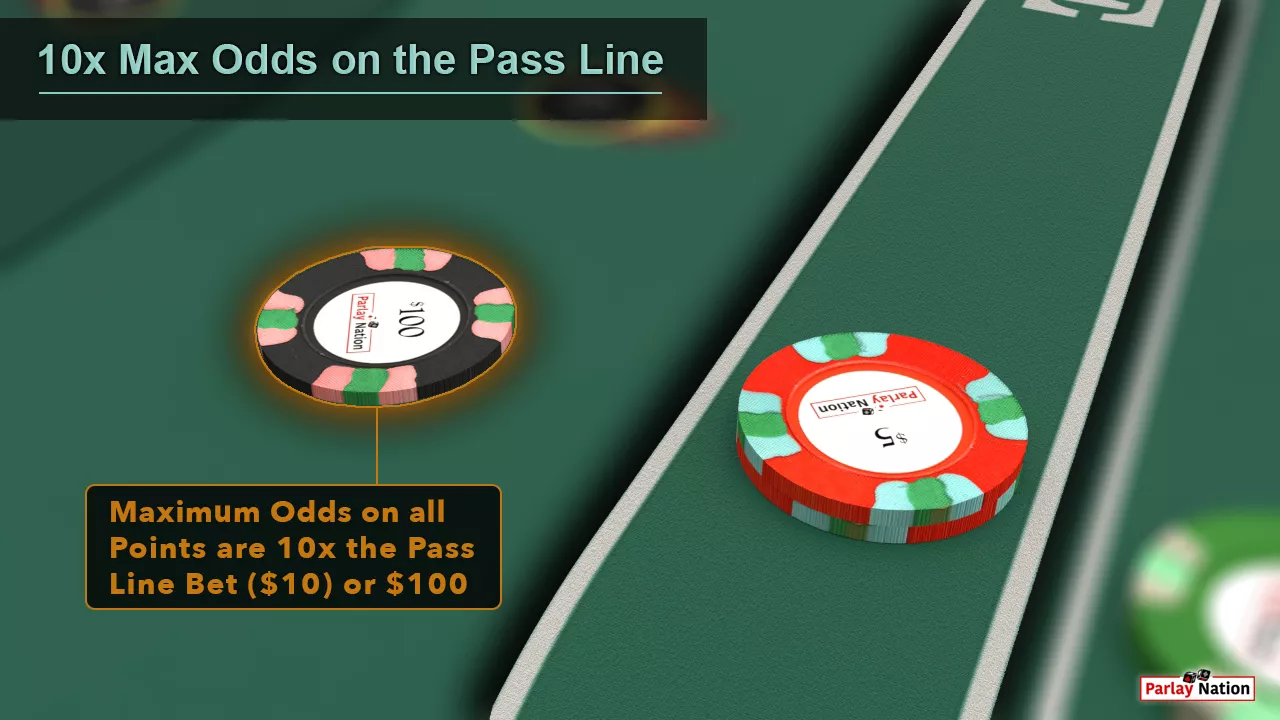 10x Max Odds on the Pass Line
$100
Parlay Nation
Parlay Nation
$5
Maximum Odds on all
Points are 10x the Pass
Line Bet ($10) or $100
Parlay Nation